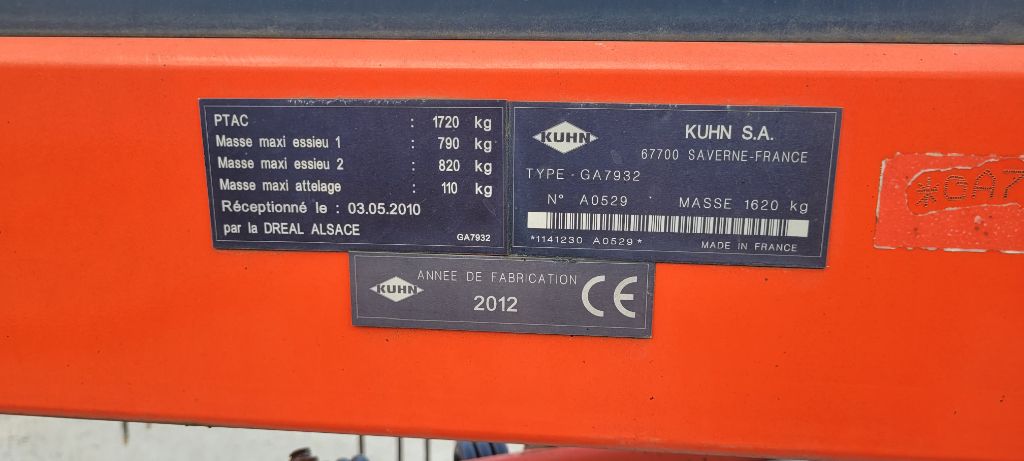 PTAC : 1720 kg
Masse maxi essieu 1 : 790 kg
Masse maxi essieu 2 : 820 kg
Masse maxi attelage : 110 kg
Réceptionné le : 03.05.2010
par la DREAL ALSACE
GA7932
KUHN
KUHN S.A.
67700 SAVERNE-FRANCE
TYPE - GA7932
N° A0529 MASSE 1620 kg
*1141230 A0529* MADE IN FRANCE
KUHN
ANNEE DE FABRICATION
2012
CE
*GA7